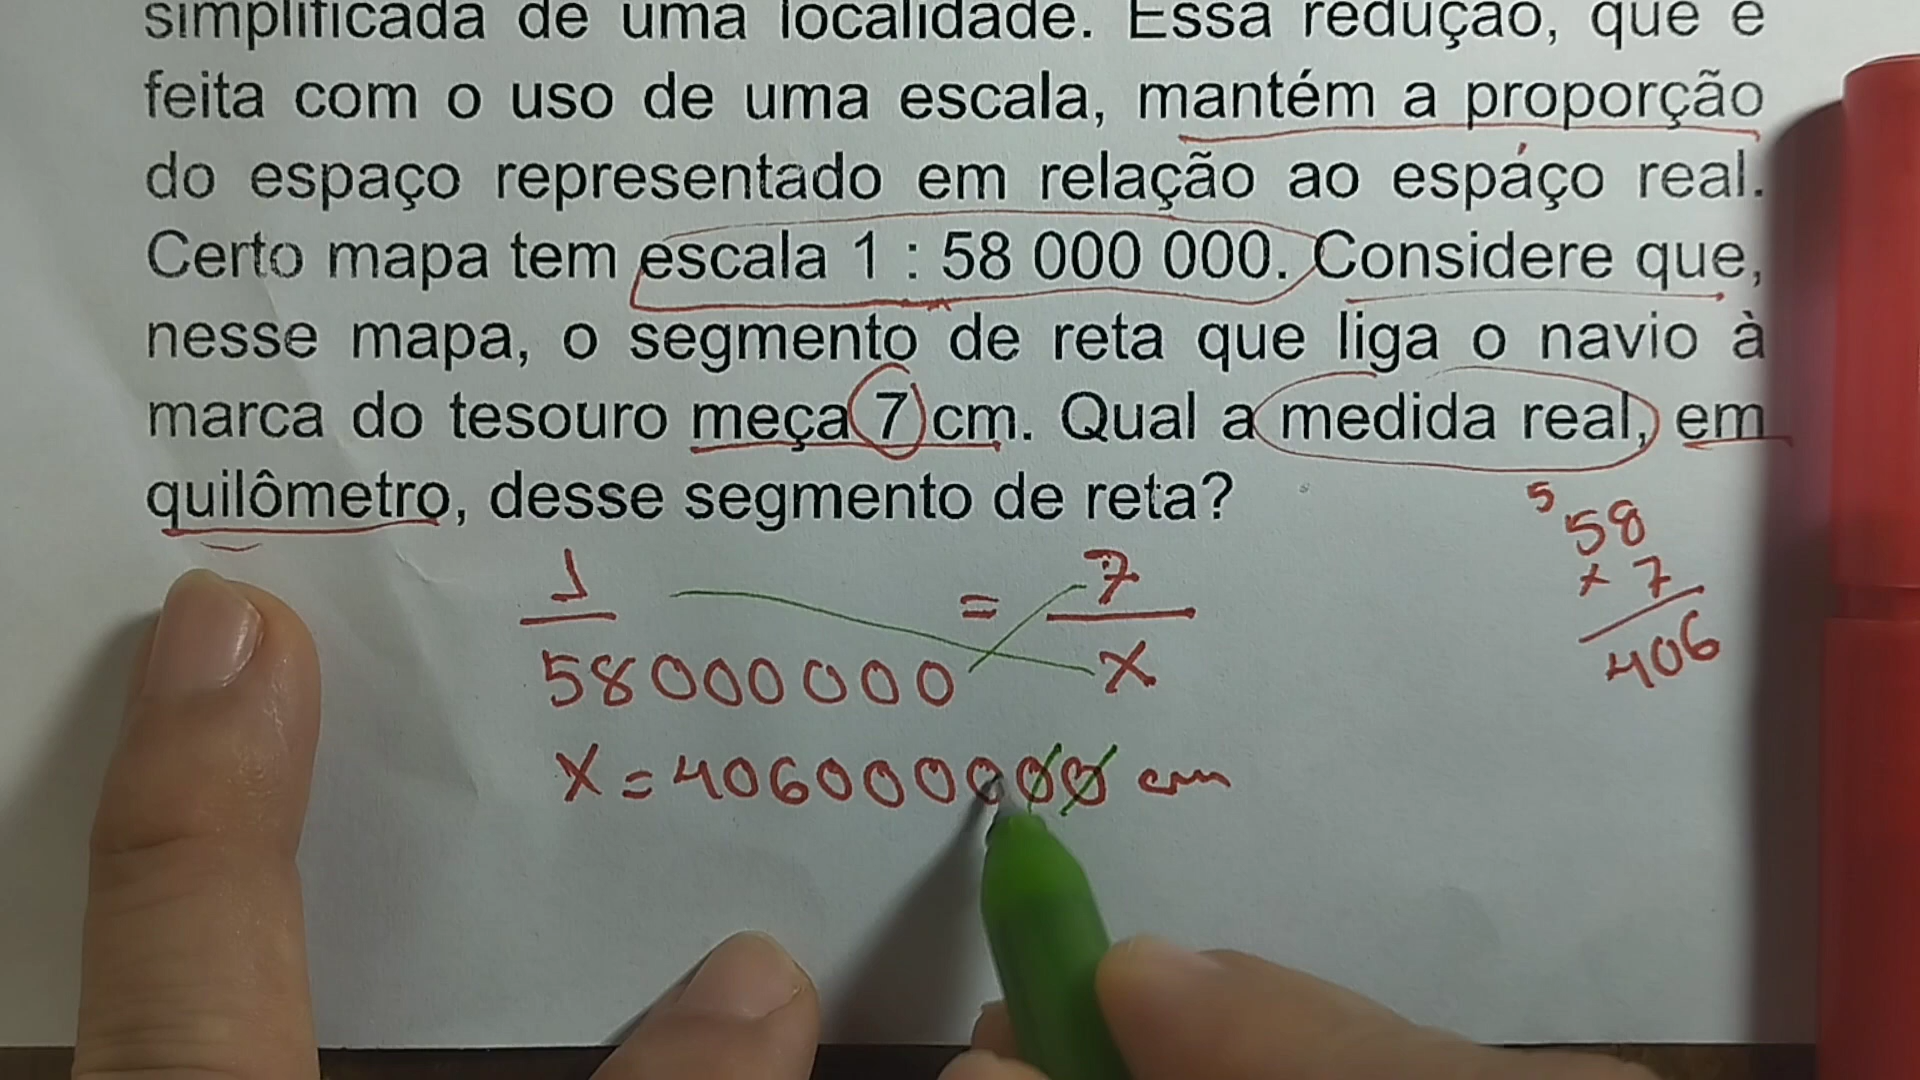 simplificada de uma localidade. Essa redução, que é
feita com o uso de uma escala, mantém a proporção
do espaço representado em relação ao espaço real.
Certo mapa tem escala 1 : 58 000 000. Considere que,
nesse mapa, o segmento de reta que liga o navio à
marca do tesouro meça 7 cm. Qual a medida real, em
quilômetro, desse segmento de reta?
5
58
x 7
406
1 = 7
58000000 x
x = 406000000 cm